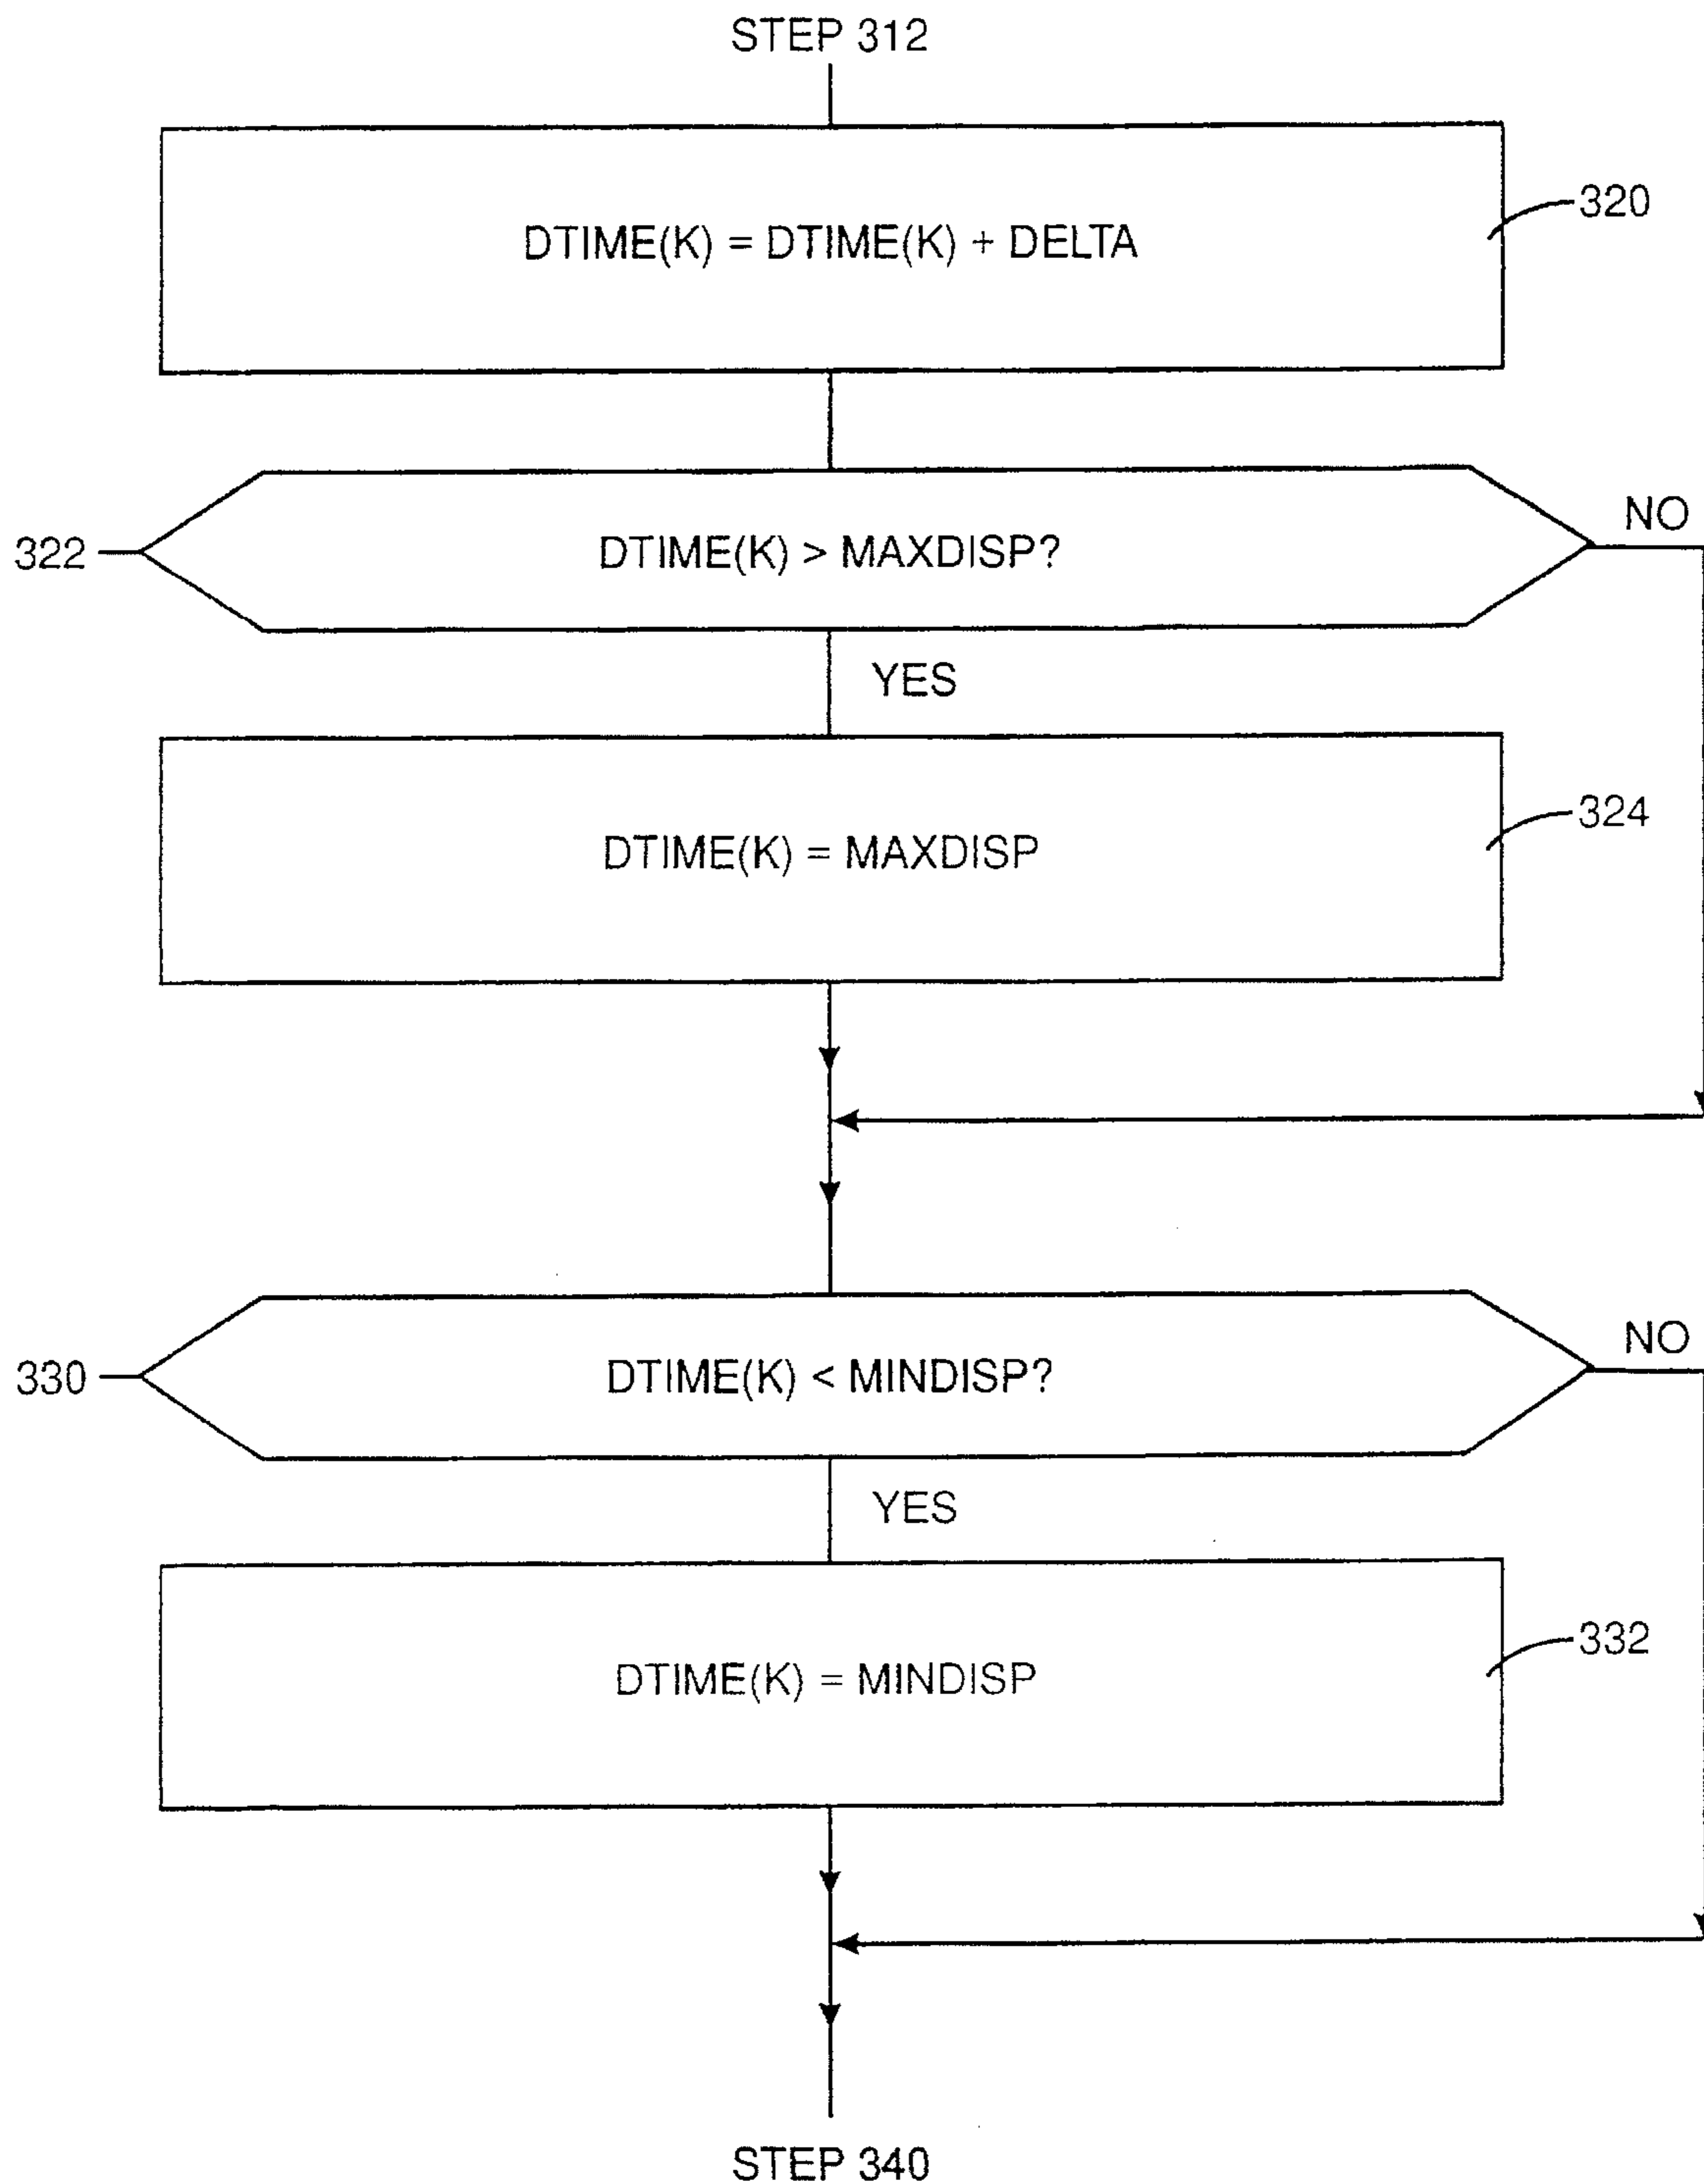 STEP 312
DTIME(K) = DTIME(K) + DELTA
320
322
DTIME(K) > MAXDISP?
NO
YES
DTIME(K) = MAXDISP
324
330
DTIME(K) < MINDISP?
NO
YES
DTIME(K) = MINDISP
332
STEP 340